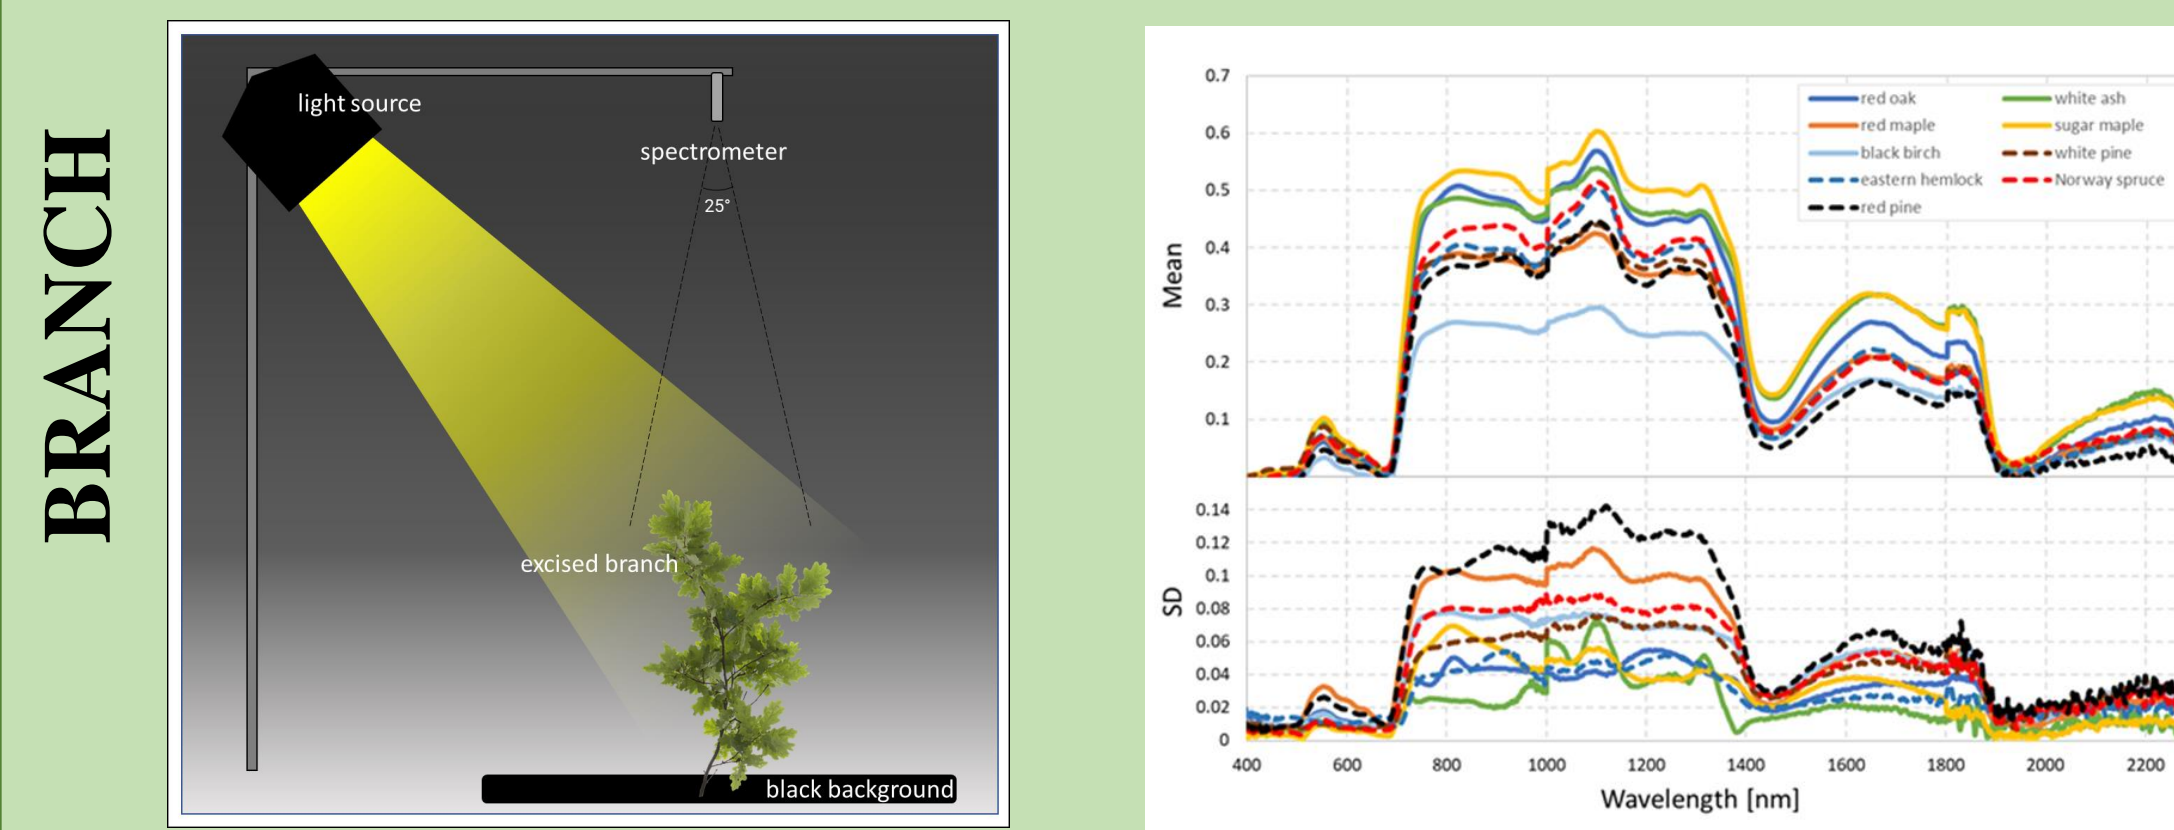 BRANCH
light source
spectrometer
25°
excised branch
black background
0.7
0.6
0.5
0.4
0.3
0.2
0.1
Mean
red oak
white ash
red maple
sugar maple
black birch
white pine
eastern hemlock
Norway spruce
red pine
0.14
0.12
0.1
0.08
0.06
0.04
0.02
0
SD
400 600 800 1000 1200 1400 1600 1800 2000 2200
Wavelength [nm]